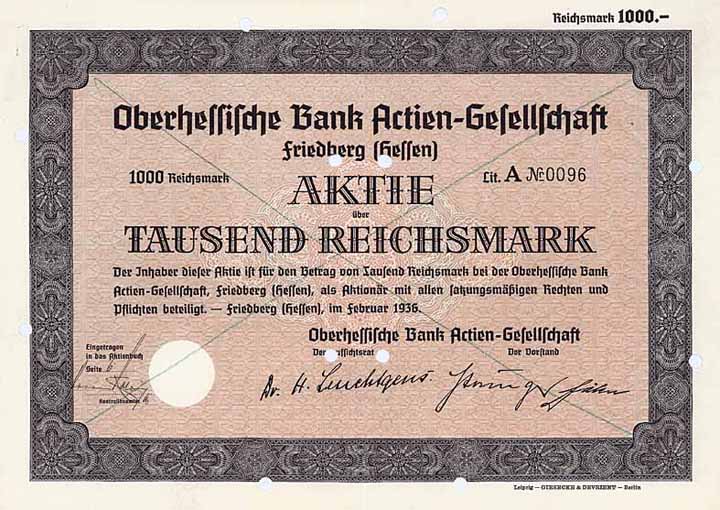 Reichsmark 1000.–
Oberhessische Bank Actien-Gesellschaft
Friedberg (Hessen)
1000 Reichsmark
Lit. A № 0096
AKTIE
über
TAUSEND REICHSMARK
Der Inhaber dieser Aktie ist für den Betrag von Tausend Reichsmark bei der Oberhessische Bank
Actien-Gesellschaft, Friedberg (Hessen), als Aktionär mit allen satzungsmäßigen Rechten und
Pflichten beteiligt. — Friedberg (Hessen), im Februar 1936.
Oberhessische Bank Actien-Gesellschaft
Der Aufsichtsrat
Der Vorstand
Eingetragen
in das Aktienbuch
Seite 6
Kontrollbeamter
Dr. H. Leuchtgens.
Leipzig — GIESECKE & DEVRIENT — Berlin